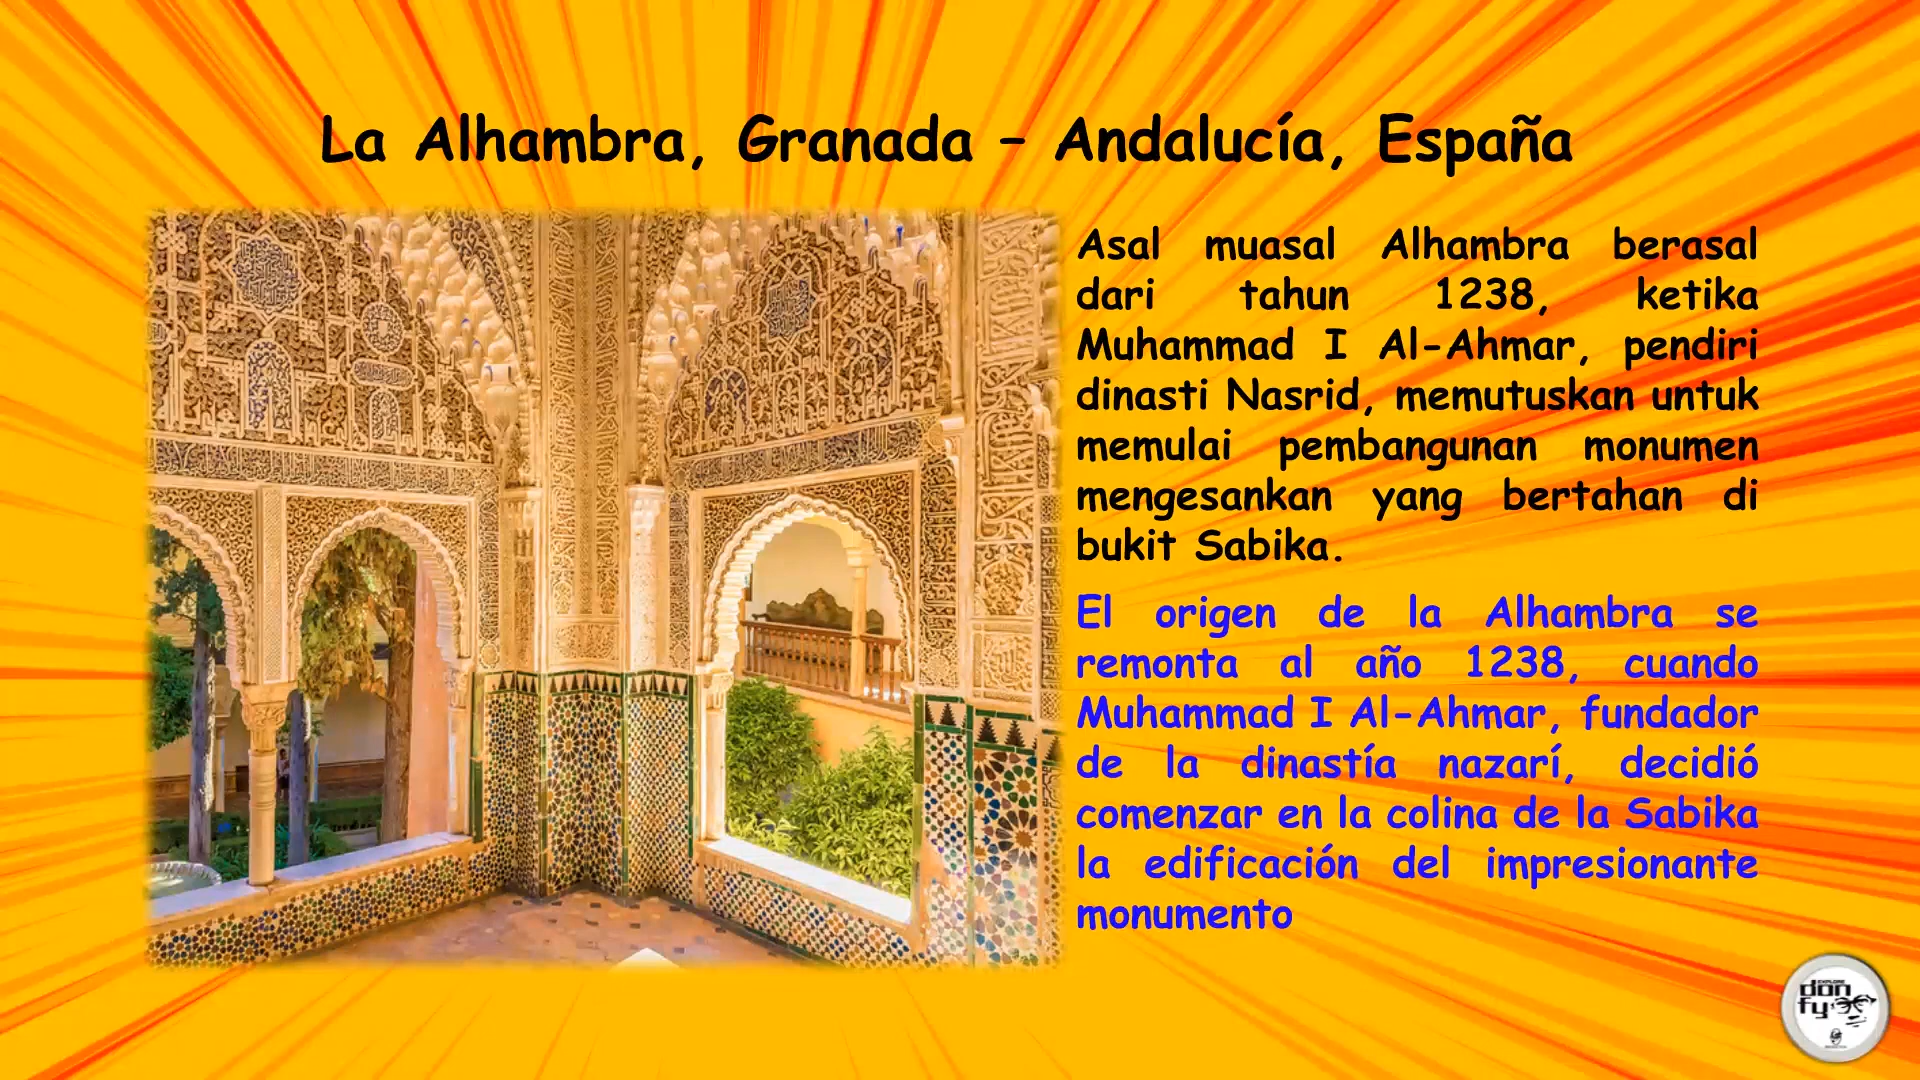 La Alhambra, Granada – Andalucía, España
Asal muasal Alhambra berasal
dari tahun 1238, ketika
Muhammad I Al-Ahmar, pendiri
dinasti Nasrid, memutuskan untuk
memulai pembangunan monumen
mengesankan yang bertahan di
bukit Sabika.
El origen de la Alhambra se
remonta al año 1238, cuando
Muhammad I Al-Ahmar, fundador
de la dinastía nazarí, decidió
comenzar en la colina de la Sabika
la edificación del impresionante
monumento
EXPLORE
don
fy